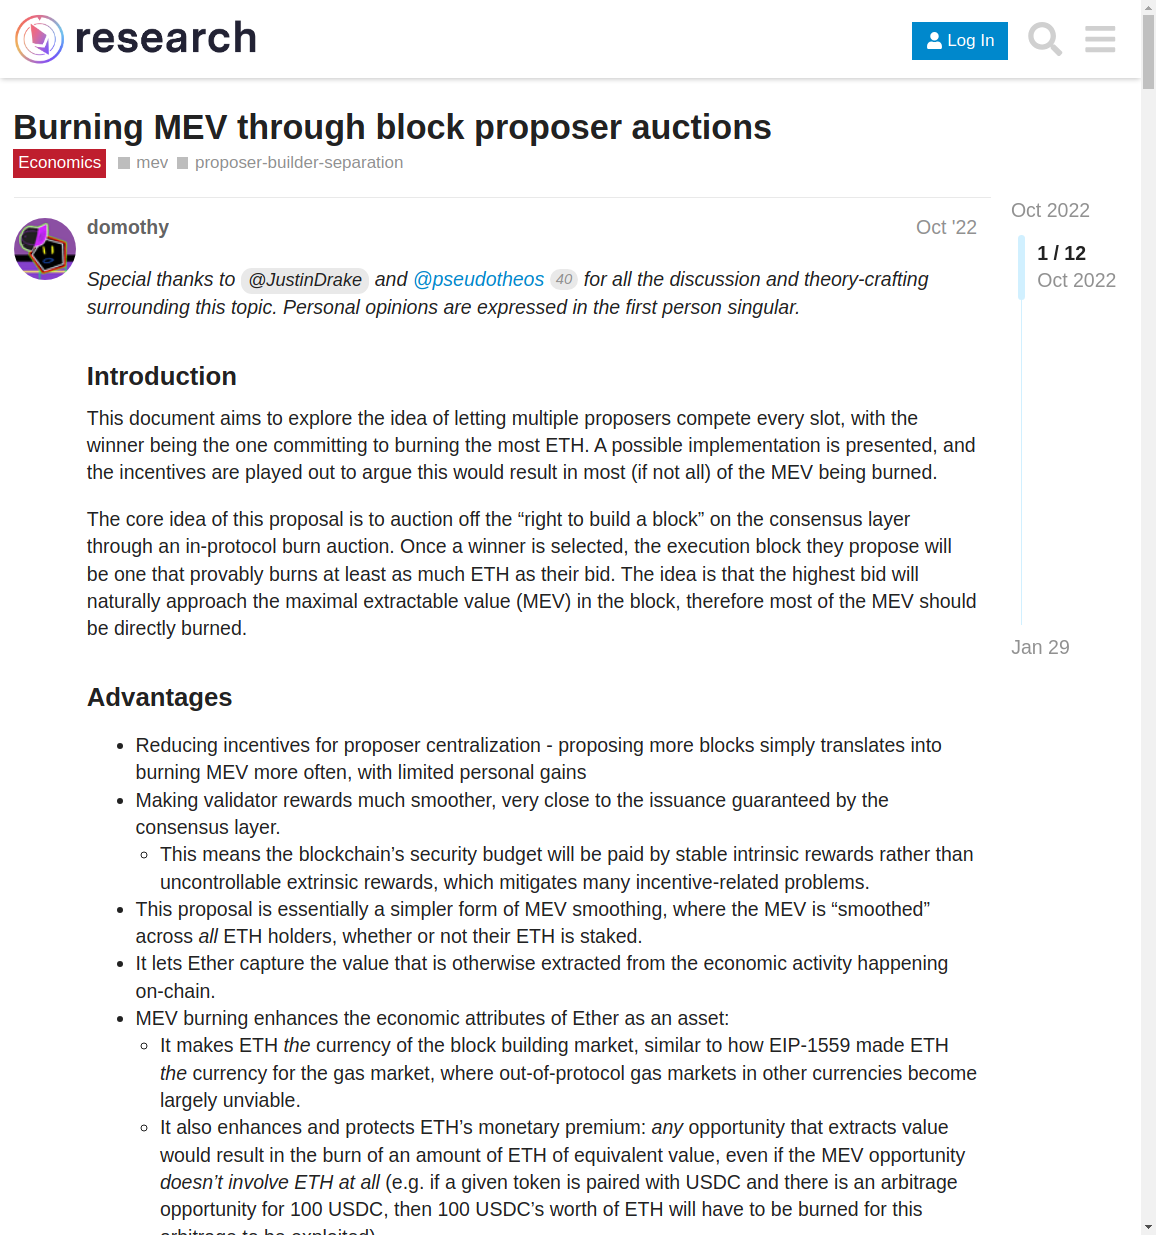 research
Log In
Burning MEV through block proposer auctions
Economics mev proposer-builder-separation
Oct 2022
domothy Oct '22
1 / 12
Oct 2022
Special thanks to @JustinDrake and @pseudotheos 40 for all the discussion and theory-crafting
surrounding this topic. Personal opinions are expressed in the first person singular.
Introduction
This document aims to explore the idea of letting multiple proposers compete every slot, with the
winner being the one committing to burning the most ETH. A possible implementation is presented, and
the incentives are played out to argue this would result in most (if not all) of the MEV being burned.
The core idea of this proposal is to auction off the “right to build a block” on the consensus layer
through an in-protocol burn auction. Once a winner is selected, the execution block they propose will
be one that provably burns at least as much ETH as their bid. The idea is that the highest bid will
naturally approach the maximal extractable value (MEV) in the block, therefore most of the MEV should
be directly burned.
Jan 29
Advantages
Reducing incentives for proposer centralization - proposing more blocks simply translates into
burning MEV more often, with limited personal gains
Making validator rewards much smoother, very close to the issuance guaranteed by the
consensus layer.
This means the blockchain’s security budget will be paid by stable intrinsic rewards rather than
uncontrollable extrinsic rewards, which mitigates many incentive-related problems.
This proposal is essentially a simpler form of MEV smoothing, where the MEV is “smoothed”
across all ETH holders, whether or not their ETH is staked.
It lets Ether capture the value that is otherwise extracted from the economic activity happening
on-chain.
MEV burning enhances the economic attributes of Ether as an asset:
It makes ETH the currency of the block building market, similar to how EIP-1559 made ETH
the currency for the gas market, where out-of-protocol gas markets in other currencies become
largely unviable.
It also enhances and protects ETH’s monetary premium: any opportunity that extracts value
would result in the burn of an amount of ETH of equivalent value, even if the MEV opportunity
doesn’t involve ETH at all (e.g. if a given token is paired with USDC and there is an arbitrage
opportunity for 100 USDC, then 100 USDC’s worth of ETH will have to be burned for this
arbitrage to be exploited)